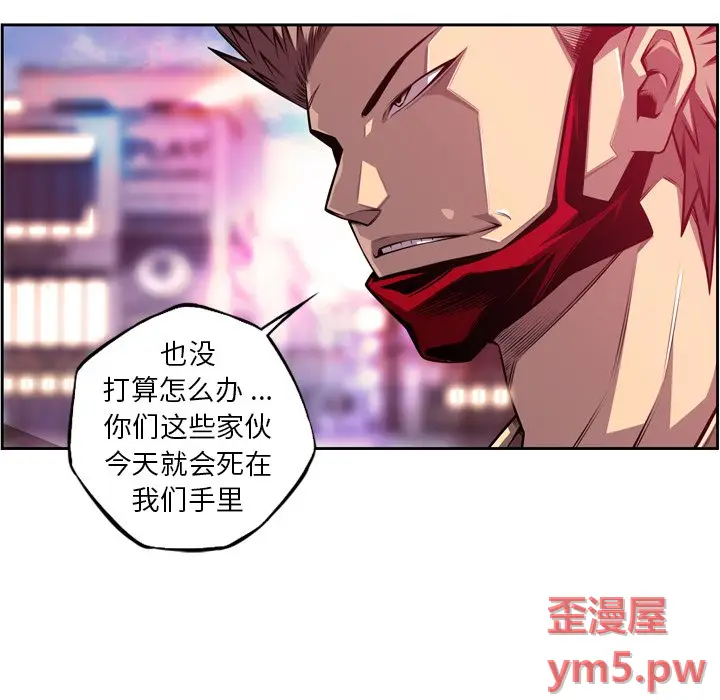 也没
打算怎么办...
你们这些家伙
今天就会死在
我们手里
歪漫屋
ym5.pw